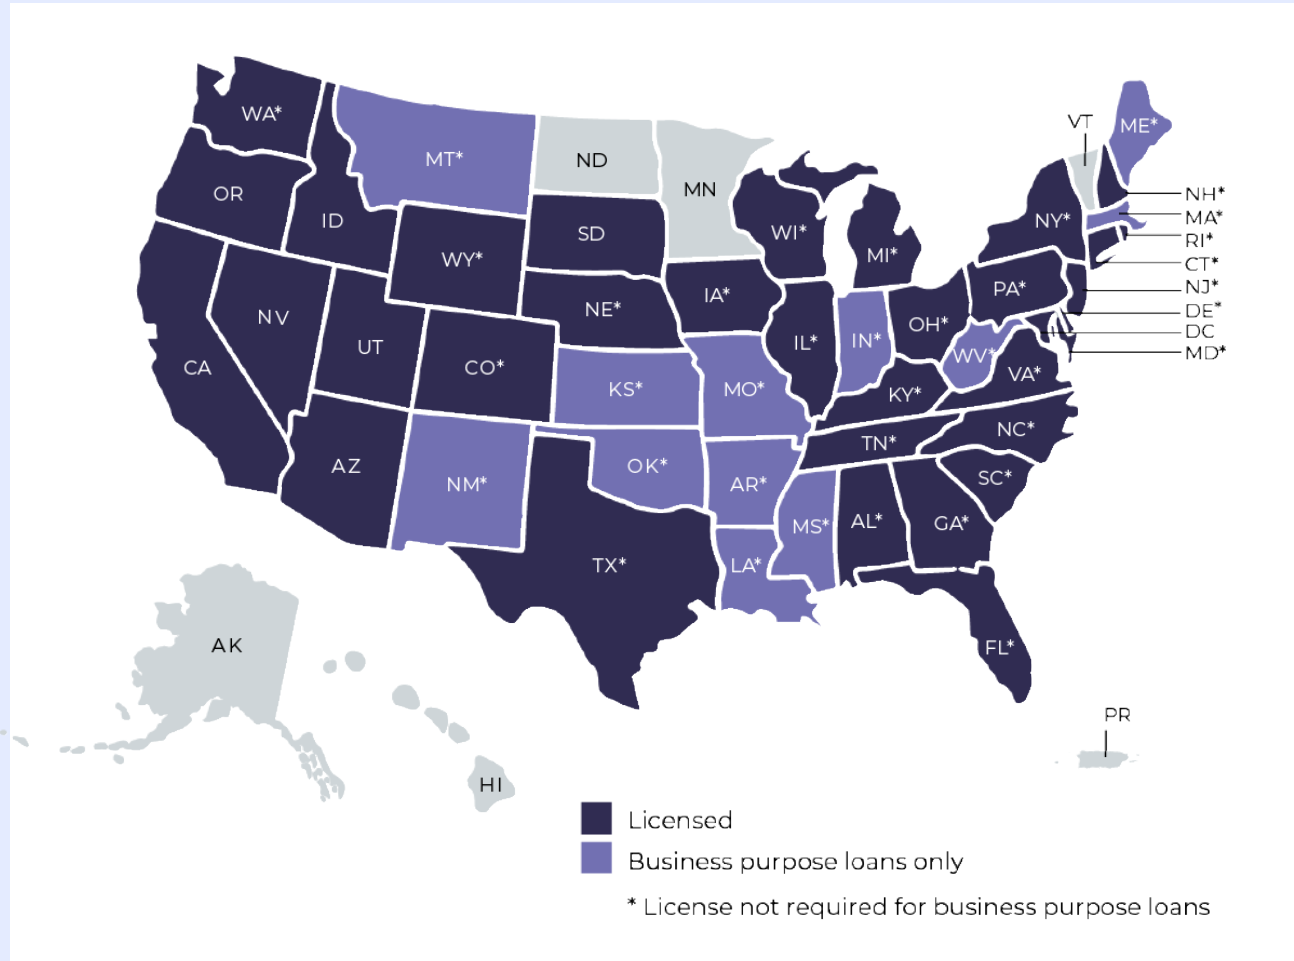 WA*
OR
ID
MT*
ND
MN
SD
WY*
NE*
IA*
WI*
MI*
NV
CA
UT
CO*
KS*
MO*
IL*
IN*
OH*
KY*
WV*
PA*
NY*
VT
ME*
NH*
MA*
RI*
CT*
NJ*
DE*
DC
MD*
VA*
NC*
TN*
SC*
AZ
NM*
OK*
AR*
TX*
LA*
MS*
AL*
GA*
FL*
AK
HI
PR
Licensed
Business purpose loans only
* License not required for business purpose loans